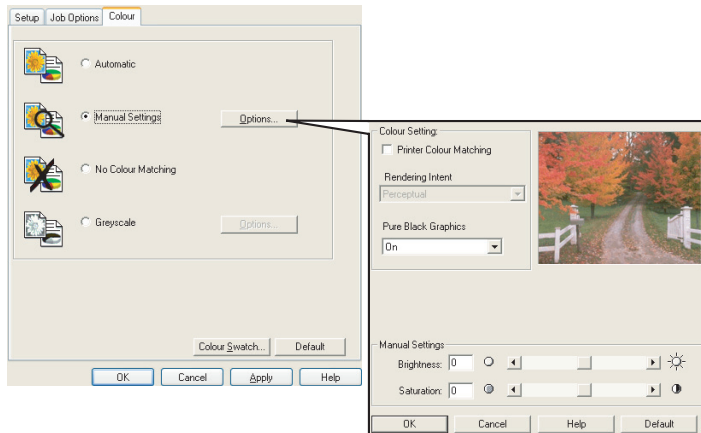 Setup Job Options Colour
Automatic
Manual Settings Options...
No Colour Matching
Greyscale Options...
Colour Swatch... Default
OK Cancel Apply Help
Colour Setting:
Printer Colour Matching
Rendering Intent
Perceptual
Pure Black Graphics
On
Manual Settings
Brightness: 0
Saturation: 0
OK Cancel Help Default